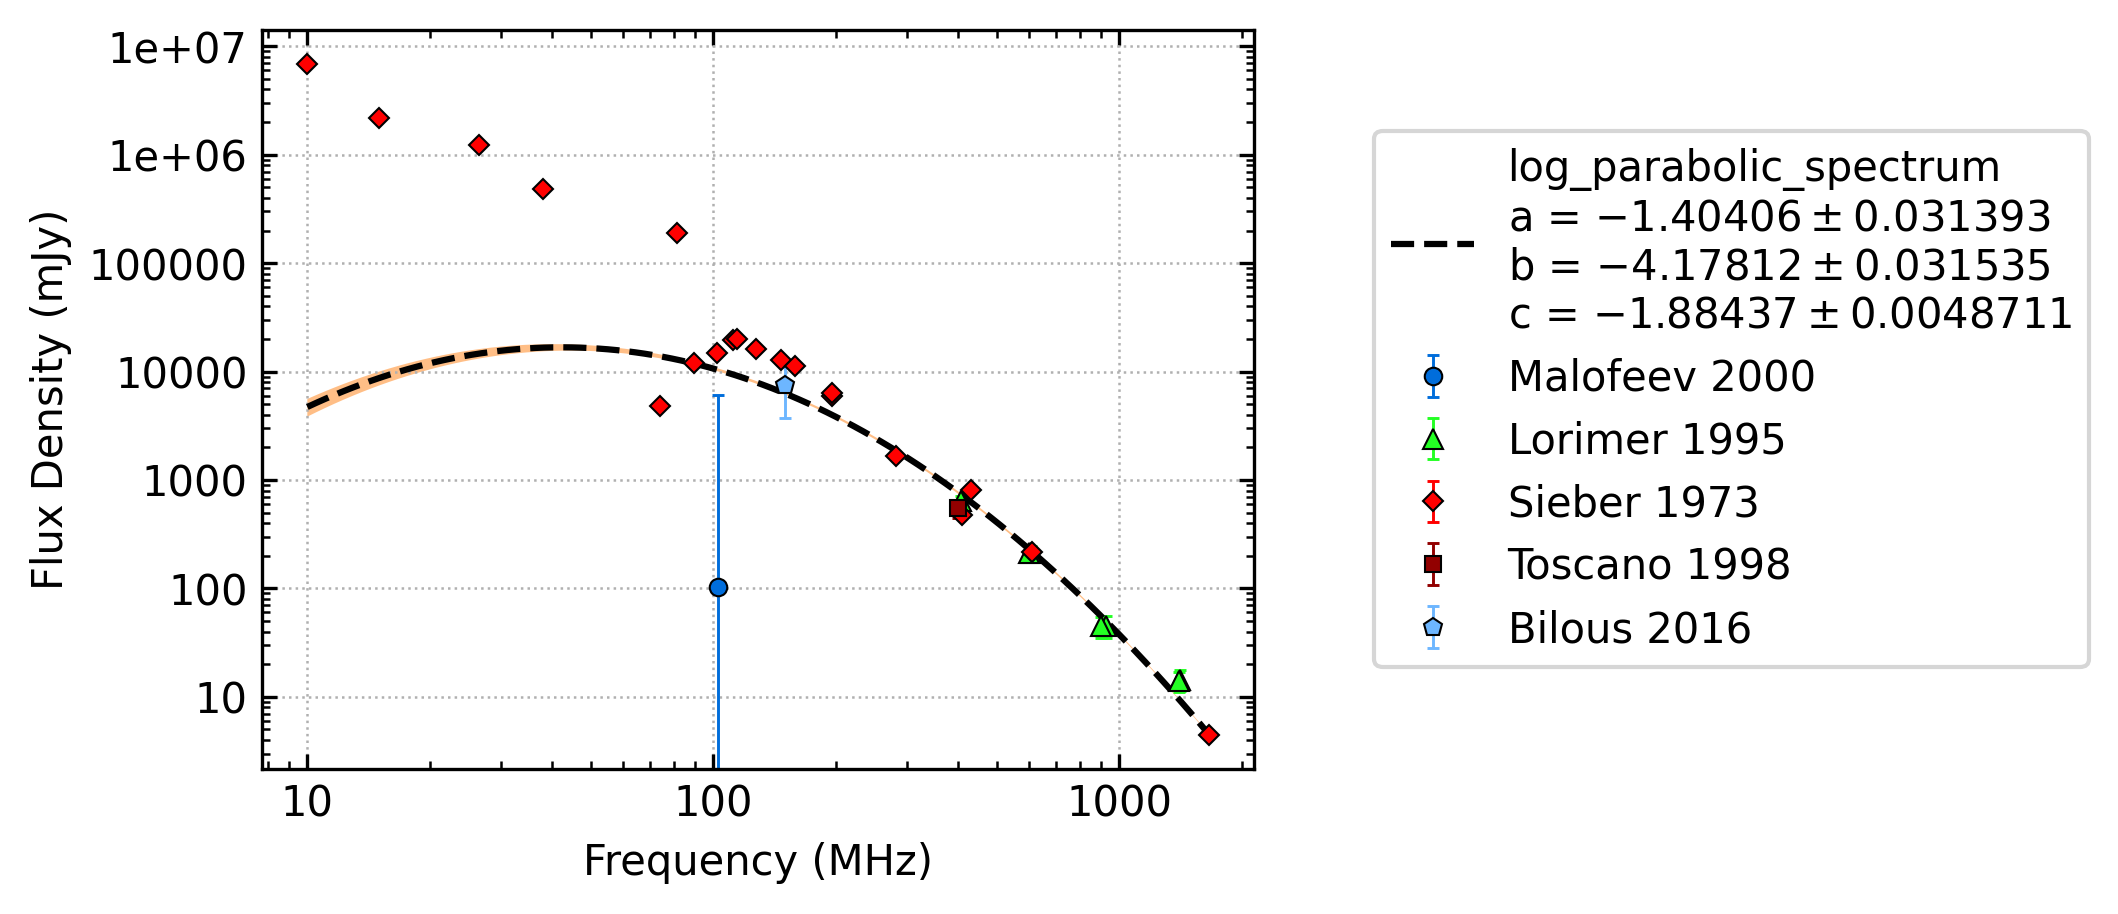 1e+07
1e+06
100000
10000
1000
100
10
Flux Density (mJy)
10 100 1000
Frequency (MHz)
log_parabolic_spectrum
a = −1.40406 ± 0.031393
b = −4.17812 ± 0.031535
c = −1.88437 ± 0.0048711
Malofeev 2000
Lorimer 1995
Sieber 1973
Toscano 1998
Bilous 2016